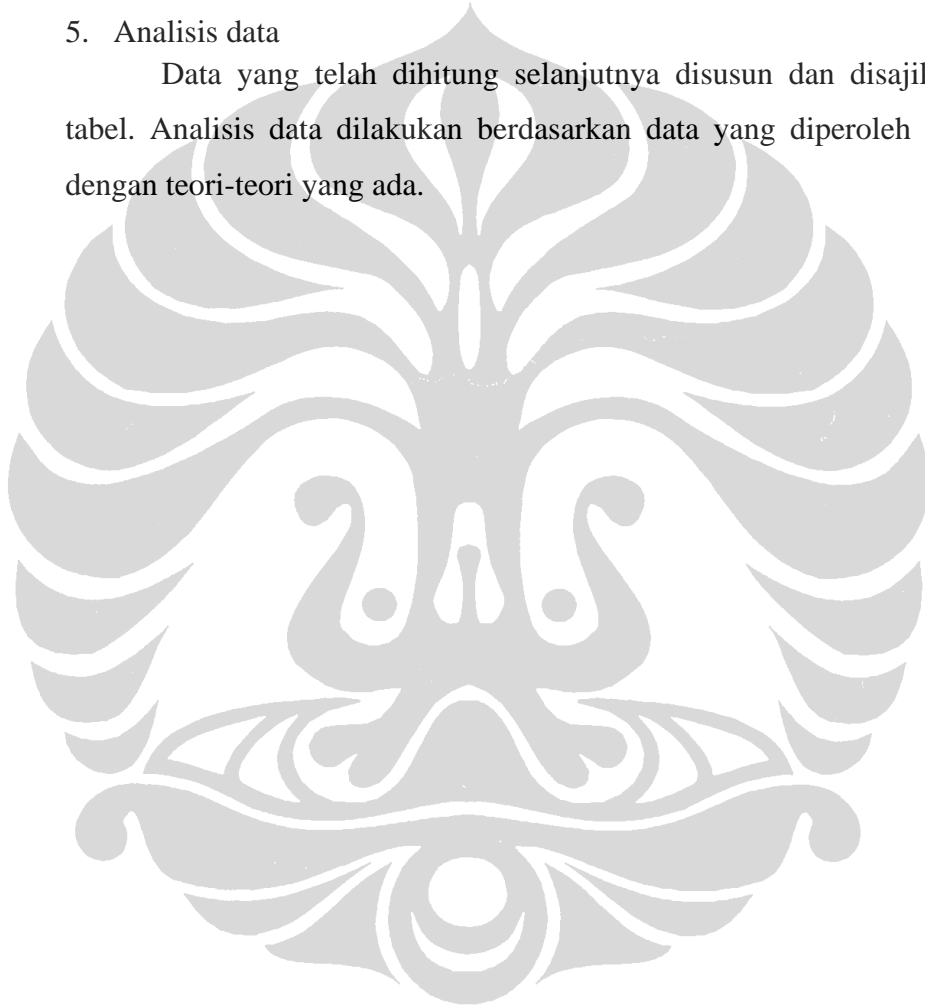 5. Analisis data
Data yang telah dihitung selanjutnya disusun dan
tabel. Analisis data dilakukan berdasarkan data yang diperoleh
dengan teori-teori yang ada.